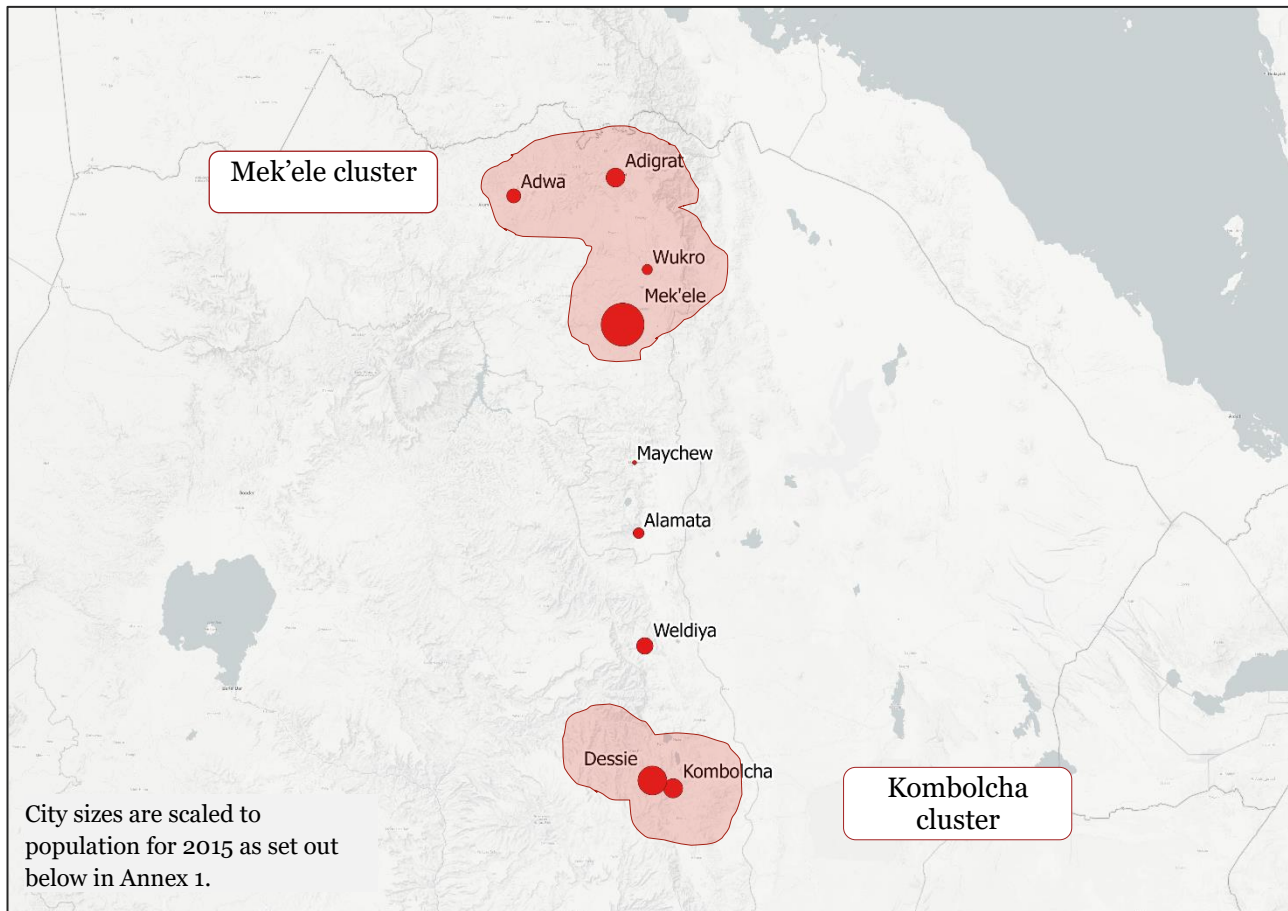 Mek’ele cluster
Adigrat
Adwa
Wukro
Mek'ele
Maychew
Alamata
Weldiya
Dessie
Kombolcha
Kombolcha
cluster
City sizes are scaled to
population for 2015 as set out
below in Annex 1.